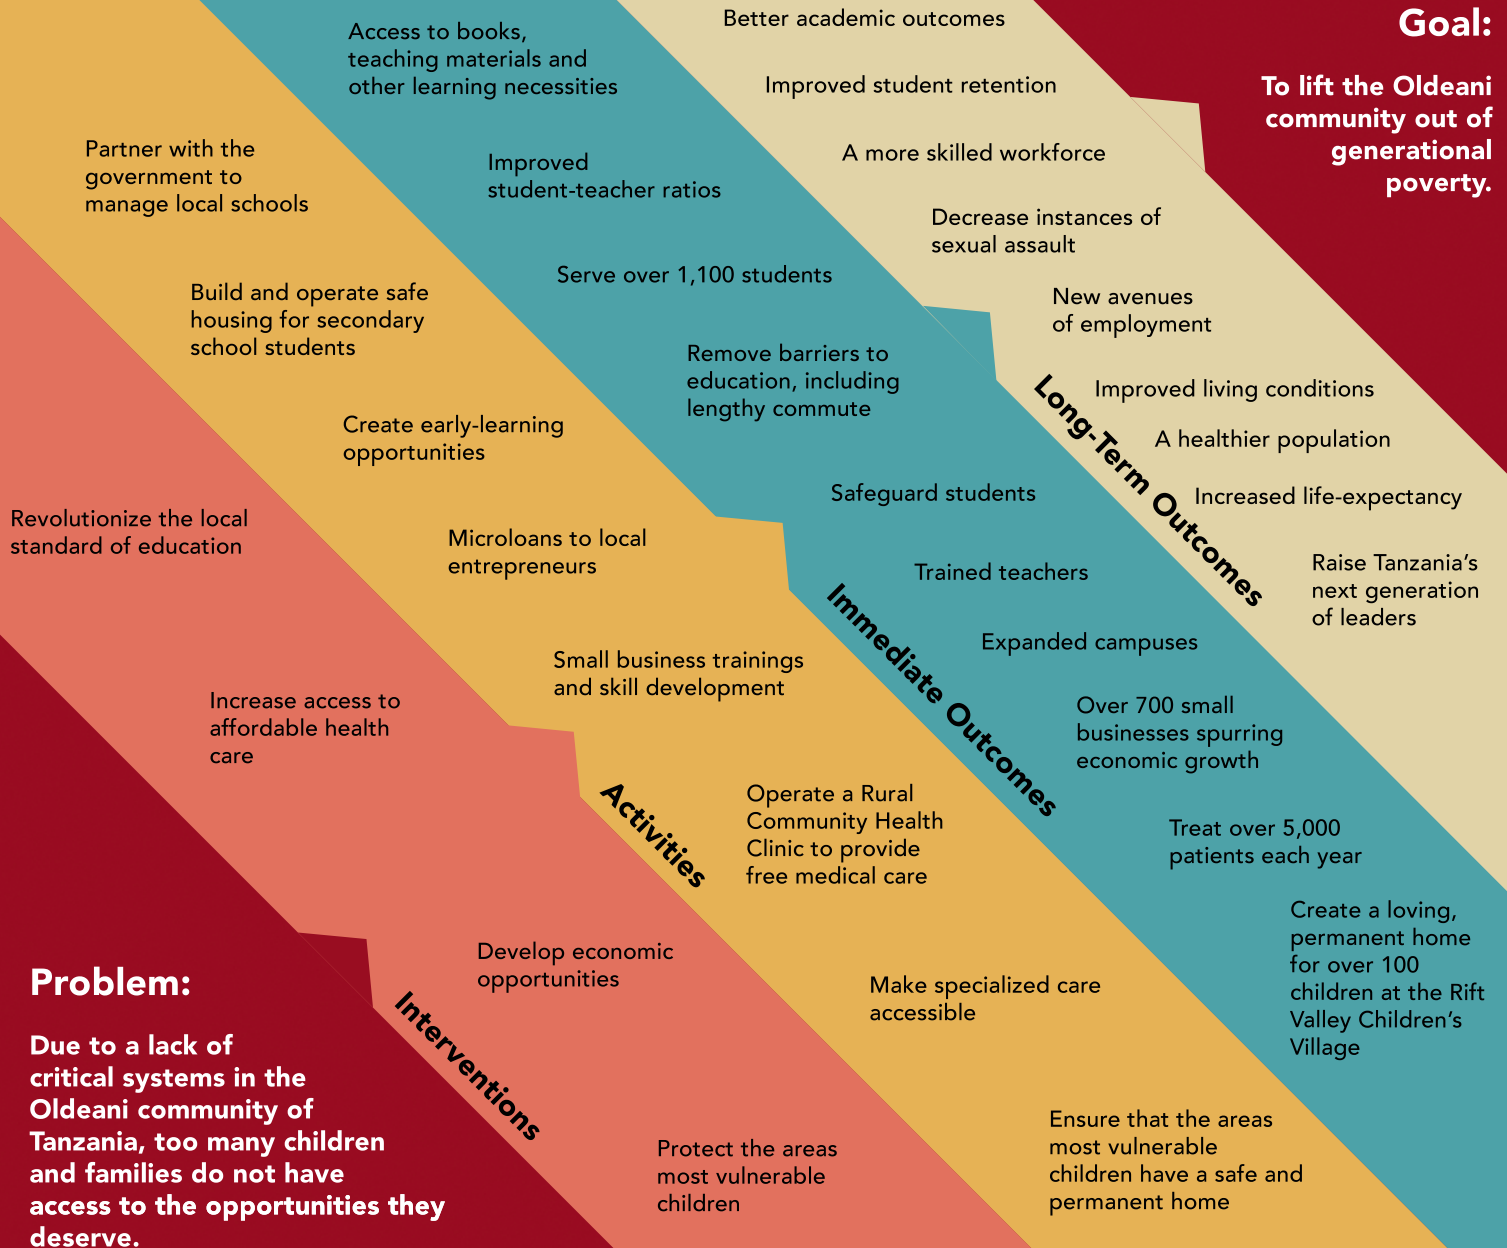 Problem:
Due to a lack of
critical systems in the
Oldeani community of
Tanzania, too many children
and families do not have
access to the opportunities they
deserve.
Interventions
Revolutionize the local
standard of education
Increase access to
affordable health
care
Develop economic
opportunities
Protect the areas
most vulnerable
children
Activities
Partner with the
government to
manage local schools
Build and operate safe
housing for secondary
school students
Create early-learning
opportunities
Microloans to local
entrepreneurs
Small business trainings
and skill development
Operate a Rural
Community Health
Clinic to provide
free medical care
Make specialized care
accessible
Ensure that the areas
most vulnerable
children have a safe and
permanent home
Immediate Outcomes
Access to books,
teaching materials and
other learning necessities
Improved
student-teacher ratios
Serve over 1,100 students
Remove barriers to
education, including
lengthy commute
Safeguard students
Trained teachers
Expanded campuses
Over 700 small
businesses spurring
economic growth
Treat over 5,000
patients each year
Create a loving,
permanent home
for over 100
children at the Rift
Valley Children’s
Village
Long-Term Outcomes
Better academic outcomes
Improved student retention
A more skilled workforce
Decrease instances of
sexual assault
New avenues
of employment
Improved living conditions
A healthier population
Increased life-expectancy
Raise Tanzania’s
next generation
of leaders
Goal:
To lift the Oldeani
community out of
generational
poverty.